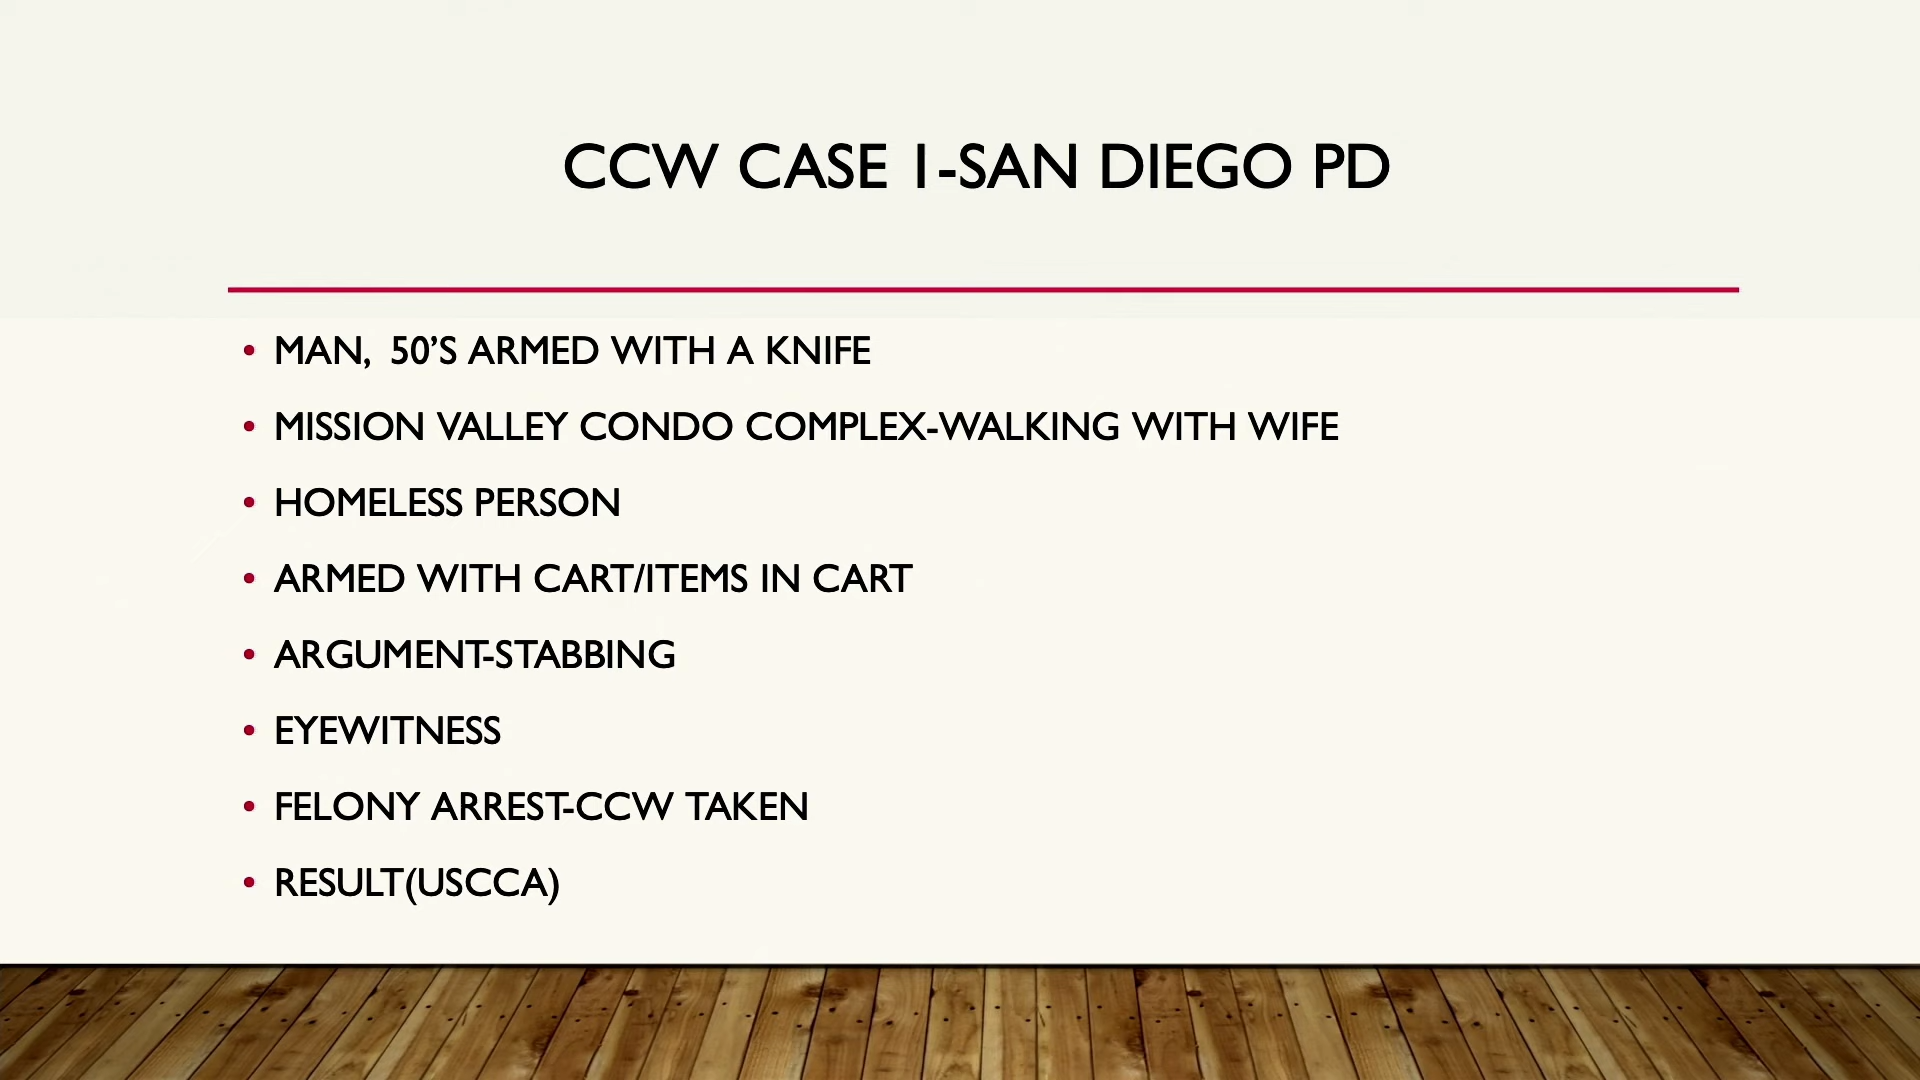 CCW CASE 1-SAN DIEGO PD
• MAN,  50’S ARMED WITH A KNIFE
• MISSION VALLEY CONDO COMPLEX-WALKING WITH WIFE
• HOMELESS PERSON
• ARMED WITH CART/ITEMS IN CART
• ARGUMENT-STABBING
• EYEWITNESS
• FELONY ARREST-CCW TAKEN
• RESULT(USCCA)